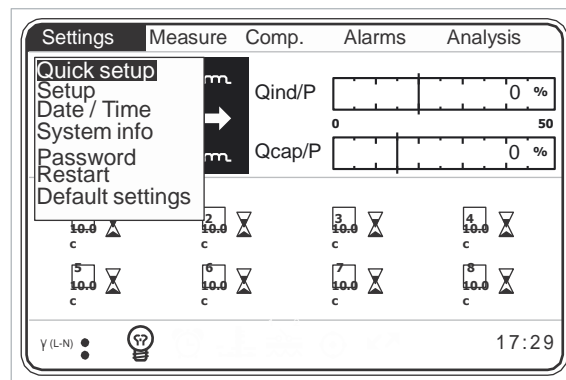 Settings Measure Comp. Alarms Analysis
Quick setup
Setup
Date / Time
System info
Password
Restart
Default settings
Qind/P 0 %
0 50
Qcap/P 0 %
2 3 4
10.0 10.0 10.0 10.0
c c c c
5 6 7 8
10.0 10.0 10.0 10.0
c c c c
γ (L-N) 17:29